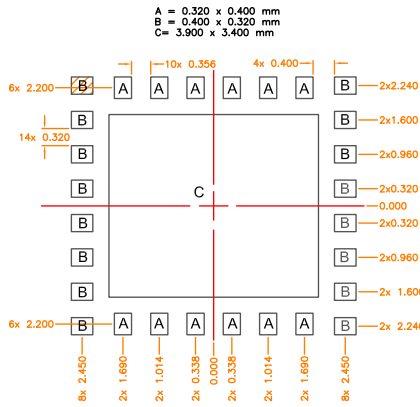 A = 0.320 x 0.400 mm
B = 0.400 x 0.320 mm
C= 3.900 x 3.400 mm
10x 0.356
4x 0.400
6x 2.200
B A A A A A A B
2x2.240
B B
2x1.600
14x 0.320
B B
2x0.960
B B
2x0.320
C
0.000
B B
2x0.320
B B
2x0.960
B B
2x 1.600
6x 2.200
B A A A A A A B
2x 2.240
8x 2.450
2x 1.690
2x 1.014
2x 0.338
0.000
2x 0.338
2x 1.014
2x 1.690
8x 2.450